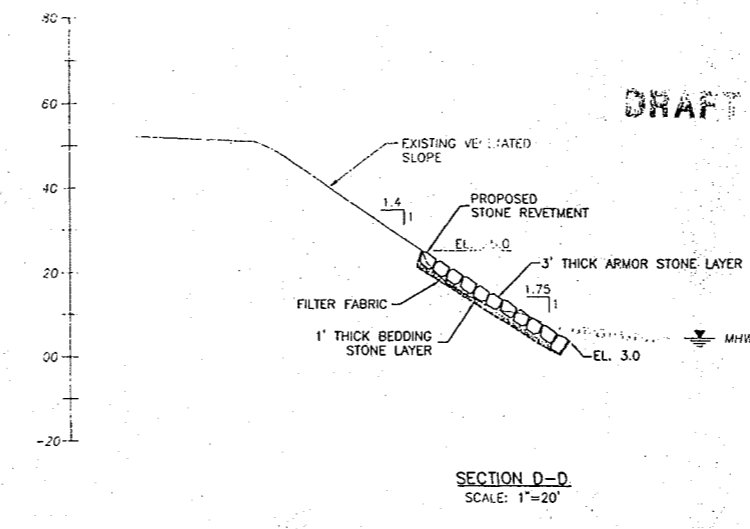 80
60
40
20
00
-20
DRAFT
EXISTING
SLOPE
1.4
1
PROPOSED
STONE REVETMENT
EL.
3' THICK ARMOR STONE LAYER
1.75
1
FILTER FABRIC
1' THICK BEDDING
STONE LAYER
EL. 3.0
MHW
SECTION D-D
SCALE: 1"=20'